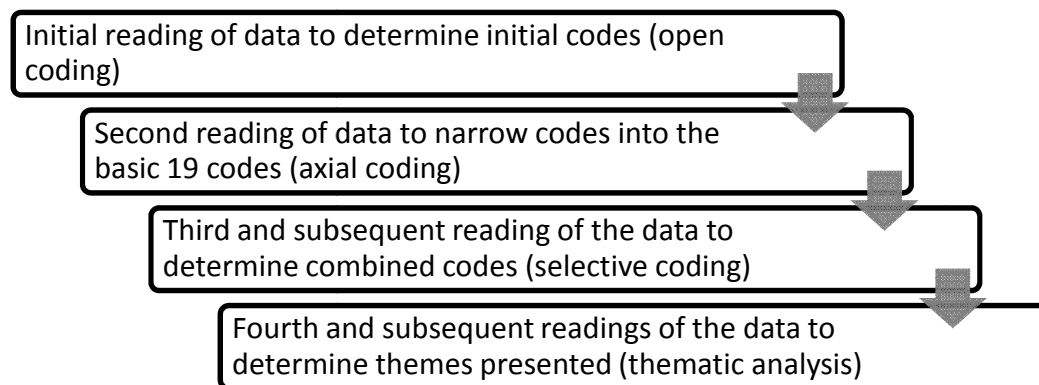 Initial reading of data to determine initial codes (open
coding)
Second reading of data to narrow codes into the
basic 19 codes (axial coding)
Third and subsequent reading of the data to
determine combined codes (selective coding)
Fourth and subsequent readings of the data to
determine themes presented (thematic analysis)